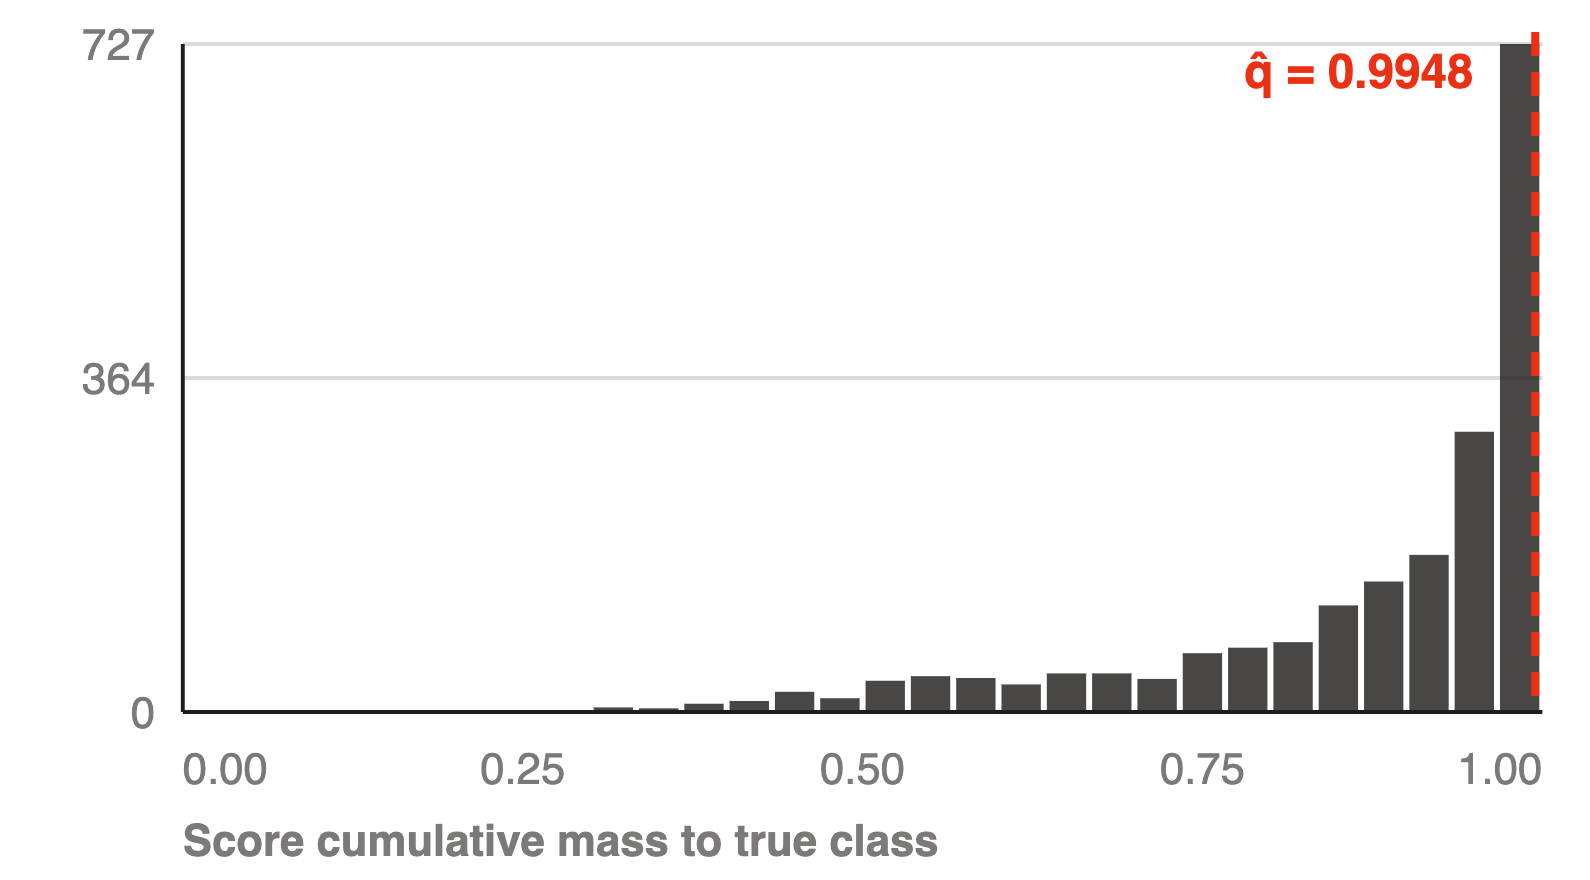 727
q̂ = 0.9948
364
0
0.00 0.25 0.50 0.75 1.00
Score cumulative mass to true class